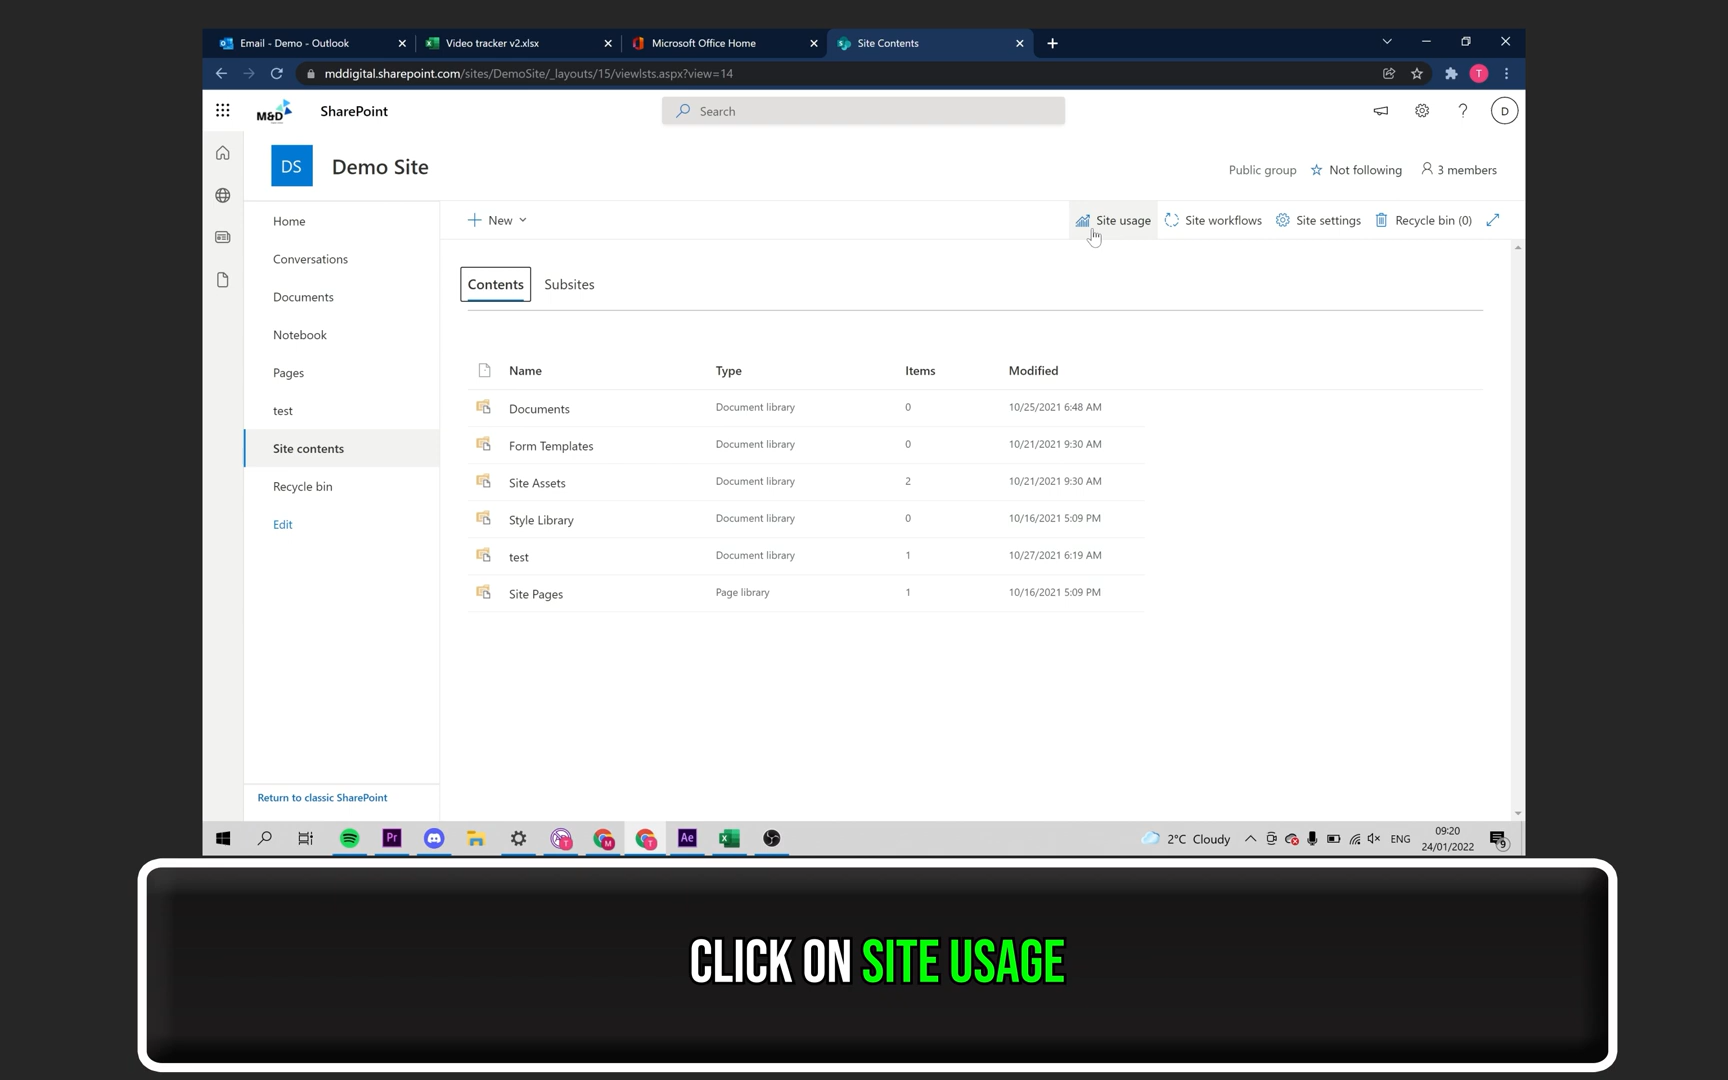 Email - Demo - Outlook
Video tracker v2.xlsx
Microsoft Office Home
Site Contents
mddigital.sharepoint.com/sites/DemoSite/_layouts/15/viewlsts.aspx?view=14
T
M&D
SharePoint
Search
D
DS
Demo Site
Public group
Not following
3 members
New
Site usage
Site workflows
Site settings
Recycle bin (0)
Home
Conversations
Documents
Notebook
Pages
test
Site contents
Recycle bin
Edit
Return to classic SharePoint
Contents
Subsites
Name Type Items Modified
Documents Document library 0 10/25/2021 6:48 AM
Form Templates Document library 0 10/21/2021 9:30 AM
Site Assets Document library 2 10/21/2021 9:30 AM
Style Library Document library 0 10/16/2021 5:09 PM
test Document library 1 10/27/2021 6:19 AM
Site Pages Page library 1 10/16/2021 5:09 PM
Pr
T
M
T
Ae
2°C Cloudy
ENG
09:20
24/01/2022
9
CLICK ON SITE USAGE